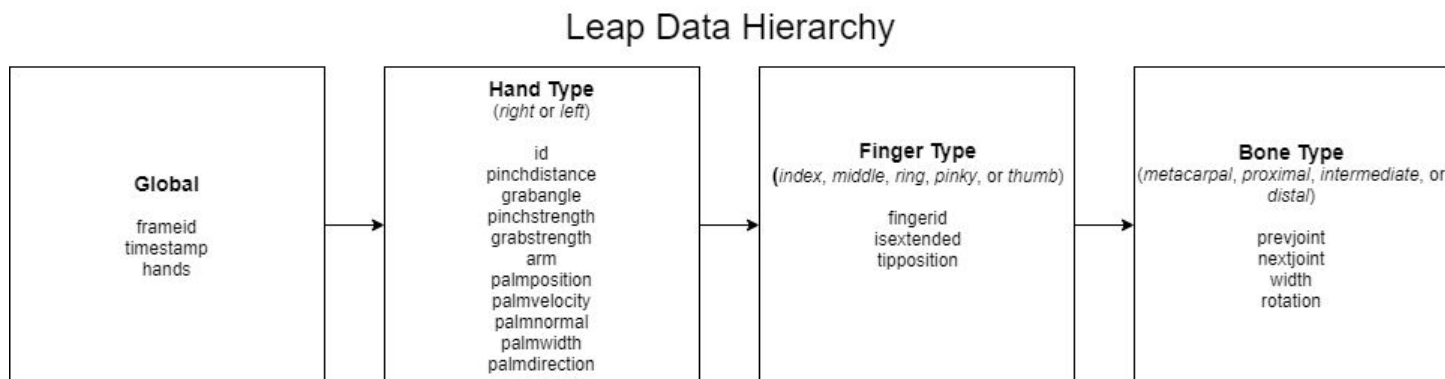 Leap Data Hierarchy
Global
frameid
timestamp
hands
Hand Type
(right or left)
id
pinchdistance
grabangle
pinchstrength
grabstrength
arm
palmposition
palmvelocity
palmnormal
palmwidth
palmdirection
Finger Type
(index, middle, ring, pinky, or thumb)
fingerid
isextended
tipposition
Bone Type
(metacarpal, proximal, intermediate, or
distal)
prevjoint
nextjoint
width
rotation